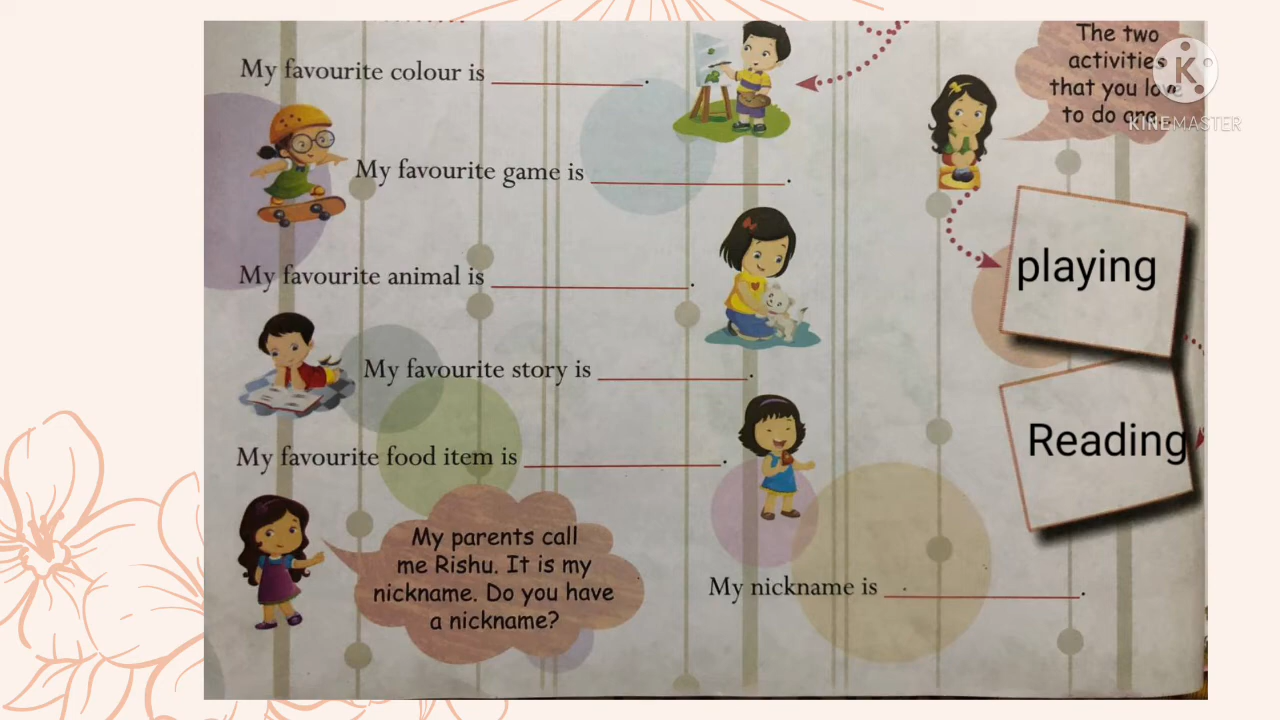 My favourite colour is
My favourite game is
My favourite animal is
My favourite story is
My favourite food item is
My parents call
me Rishu. It is my
nickname. Do you have
a nickname?
My nickname is
The two
activities
that you love
to do are
playing
Reading
K
KINEMASTER